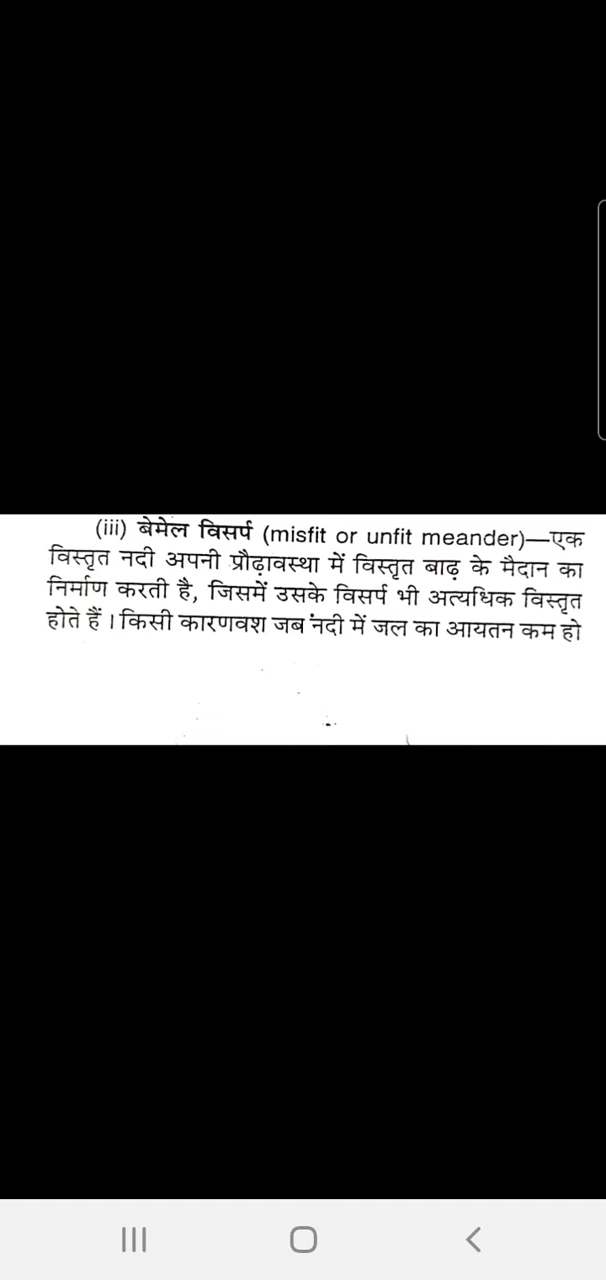 (iii) बेमेल विसर्प (misfit or unfit meander)—एक
विस्तृत नदी अपनी प्रौढ़ावस्था में विस्तृत बाढ़ के मैदान का
निर्माण करती है, जिसमें उसके विसर्प भी अत्यधिक विस्तृत
होते हैं । किसी कारणवश जब नदी में जल का आयतन कम हो